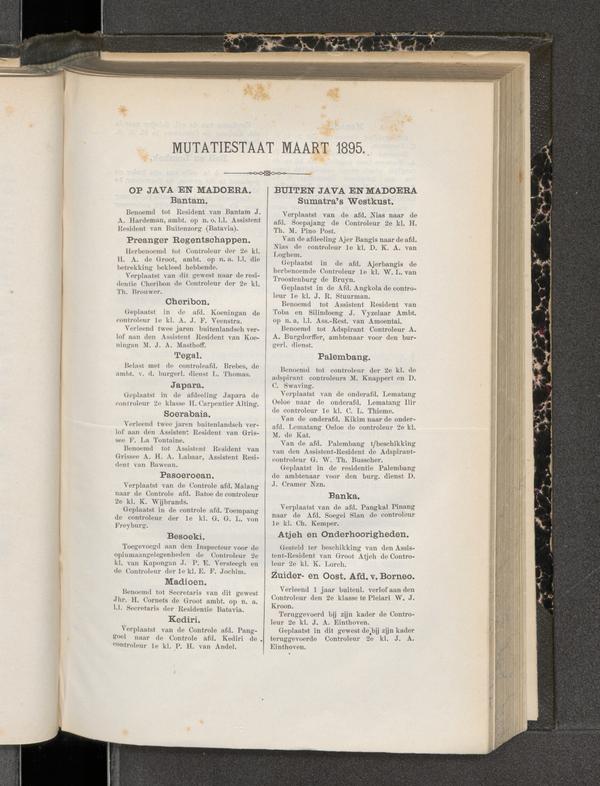 MUTATIESTAAT MAART 1895.
OP JAVA EN MADOERA.
Bantam.
Benoemd tot Resident van Bantam J.
A. Hardeman, ambt. op n. o. l.l. Assistent
Resident van Buitenzorg (Batavia).
Preanger Regentschappen.
Herbenoemd tot Controleur der 2e kl.
H. A. de Groot, ambt. op n. a. l.l, die
betrekking bekleed hebbende.
Verplaatst van dit gewest naar de resi-
dentie Cheribon de Controleur der 2e kl.
Th. Brouwer.
Cheribon.
Geplaatst in de afd. Koeningan de
controleur 1e kl. A. J. F. Veenstra.
Verleend twee jaren buitenlandsch ver-
lof aan den Assistent Resident van Koe-
ningan M. J. A. Masthoff.
Tegal.
Belast met de controleafd. Brebes, de
ambt. v. d. burgerl. dienst L. Thomas.
Japara.
Geplaatst in de afdeeling Japara de
controleur 2e klasse H. Carpentier Alting.
Soerabaia.
Verleend twee jaren buitenlandsch ver-
lof aan den Assistent Resident van Gris-
see F. La Tontaine.
Benoemd tot Assistent Resident van
Grissee A. H. A. Labaar, Assistent Resi-
dent van Bawean.
Pasoeroean.
Verplaatst van de Controle afd. Malang
naar de Controle afd. Batoe de controleur
2e kl. K. Wijbrands.
Geplaatst in de controle afd. Toempang
de controleur der 1e kl. G. G. L. von
Freyburg.
Besoeki.
Toegevoegd aan den Inspecteur voor de
opiumaangelegenheden de Controleur 2e
kl. van Kapongan J. P. E. Versteegh en
de Controleur der 1e kl. E. F. Jochim.
Madioen.
Benoemd tot Secretaris van dit gewest
Jhr. H. Cornets de Groot ambt. op n. a.
l.l. Secretaris der Residentie Batavia.
Kediri.
Verplaatst van de Controle afd. Pang-
goel naar de Controle afd. Kediri de
controleur 1e kl. P. H. van Andel.
BUITEN JAVA EN MADOERA
Sumatra's Westkust.
Verplaatst van de afd. Nias naar de
afd. Soepajang de Controleur 2e kl. H.
Th. M. Pino Post.
Van de afdeeling Ajer Bangis naar de afd.
Nias de controleur 1e kl. D. K. A. van
Loghem.
Geplaatst in de afd. Ajerbangis de
herbenoemde Controleur 1e kl. W. L. van
Troostenburg de Bruyn.
Geplaatst in de Afd. Angkola de contro-
leur 1e kl. J. R. Stuurman.
Benoemd tot Assistent Resident van
Toba en Silindoeng J. Vyzelaar Ambt.
op n. a, l.l. Ass.-Rest. van Amoentai.
Benoemd tot Adspirant Controleur A.
A. Burgdorffer, ambtenaar voor den bur-
gerl. dienst.
Palembang.
Benoemd tot controleur der 2e kl. de
adspirant controleurs M. Knappert en D.
C. Swaving.
Verplaatst van de onderafd. Lematang
Oeloe naar de onderafd. Lematang Ilir
de controleur 1e kl. C. L. Thieme.
Van de onderafd. Kikim naar de onder-
afd. Lematang Oeloe de controleur 2e kl.
M. de Kat.
Van de afd. Palembang t/beschikking
van den Assistent-Resident de Adspirant-
controleur G. W. Th. Busscher.
Geplaatst in de residentie Palembang
de ambtenaar voor den burg. dienst D.
J. Cramer Nzn.
Banka.
Verplaatst van de afd. Pangkal Pinang
naar de Afd. Soegei Slan de controleur
1e kl. Ch. Kemper.
Atjeh en Onderhoorigheden.
Gesteld ter beschikking van den Assis-
tent-Resident van Groot Atjeh de Contro-
leur 2e kl. K. Lorch.
Zuider- en Oost. Afd. v. Borneo.
Verleend 1 jaar buitenl. verlof aan den
Controleur den 2e klasse te Pleiari W. J.
Kroon.
Teruggevoerd bij zijn kader de Contro-
leur 2e kl. J. A. Einthoven.
Geplaatst in dit gewest de bij zijn kader
teruggevoerde Controleur 2e kl. J. A.
Einthoven.